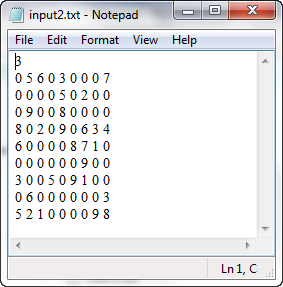 input2.txt - Notepad
File Edit Format View Help
3
0 5 6 0 3 0 0 0 7
0 0 0 0 5 0 2 0 0
0 9 0 0 8 0 0 0 0
8 0 2 0 9 0 6 3 4
6 0 0 0 0 8 7 1 0
0 0 0 0 0 0 9 0 0
3 0 0 5 0 9 1 0 0
0 6 0 0 0 0 0 0 3
5 2 1 0 0 0 0 9 8
Ln 1, C